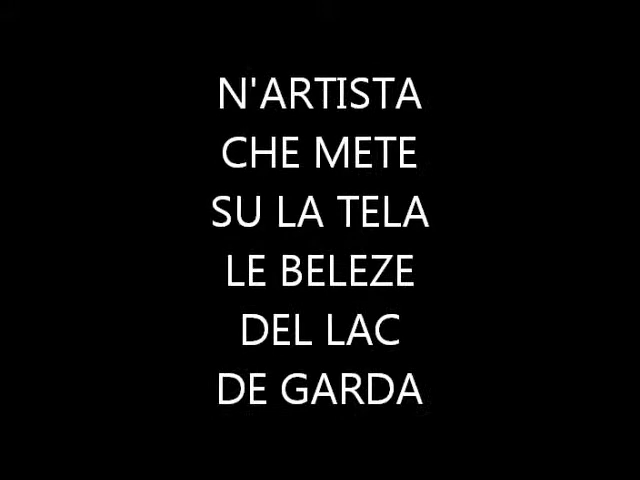 N'ARTISTA
CHE METE
SU LA TELA
LE BELEZE
DEL LAC
DE GARDA